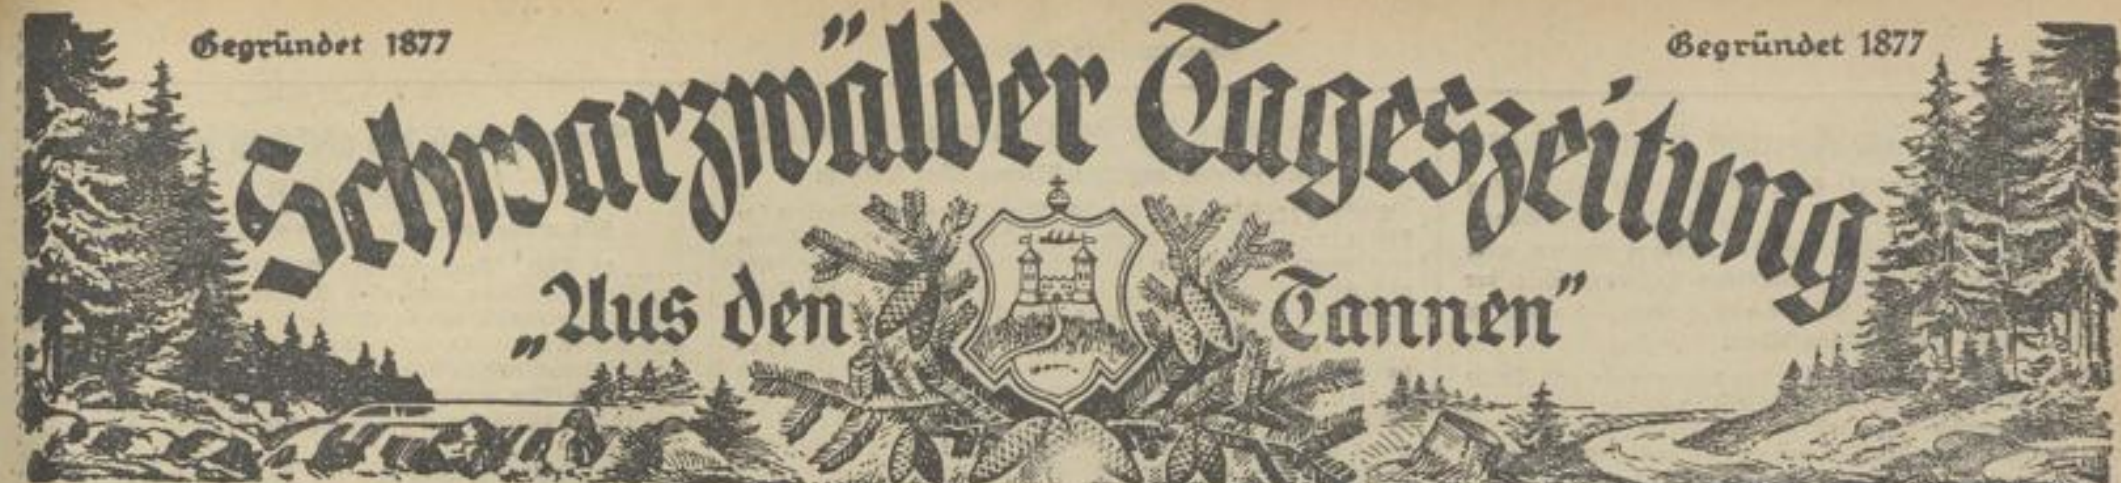 Gegründet 1877 Gegründet 1877
Schwarzwälder Tageszeitung
„Aus den Tannen“